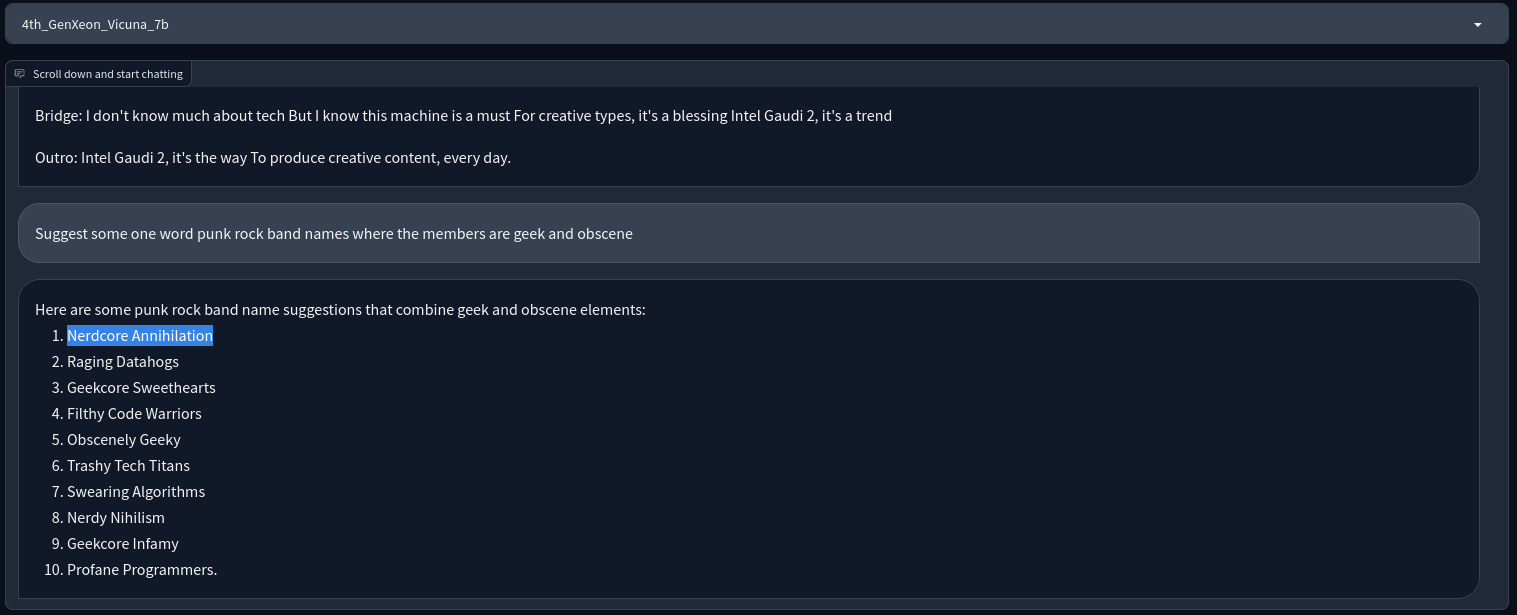 4th_GenXeon_Vicuna_7b
Scroll down and start chatting
Bridge: I don't know much about tech But I know this machine is a must For creative types, it's a blessing Intel Gaudi 2, it's a trend
Outro: Intel Gaudi 2, it's the way To produce creative content, every day.
Suggest some one word punk rock band names where the members are geek and obscene
Here are some punk rock band name suggestions that combine geek and obscene elements:
1. Nerdcore Annihilation
2. Raging Datahogs
3. Geekcore Sweethearts
4. Filthy Code Warriors
5. Obscenely Geeky
6. Trashy Tech Titans
7. Swearing Algorithms
8. Nerdy Nihilism
9. Geekcore Infamy
10. Profane Programmers.